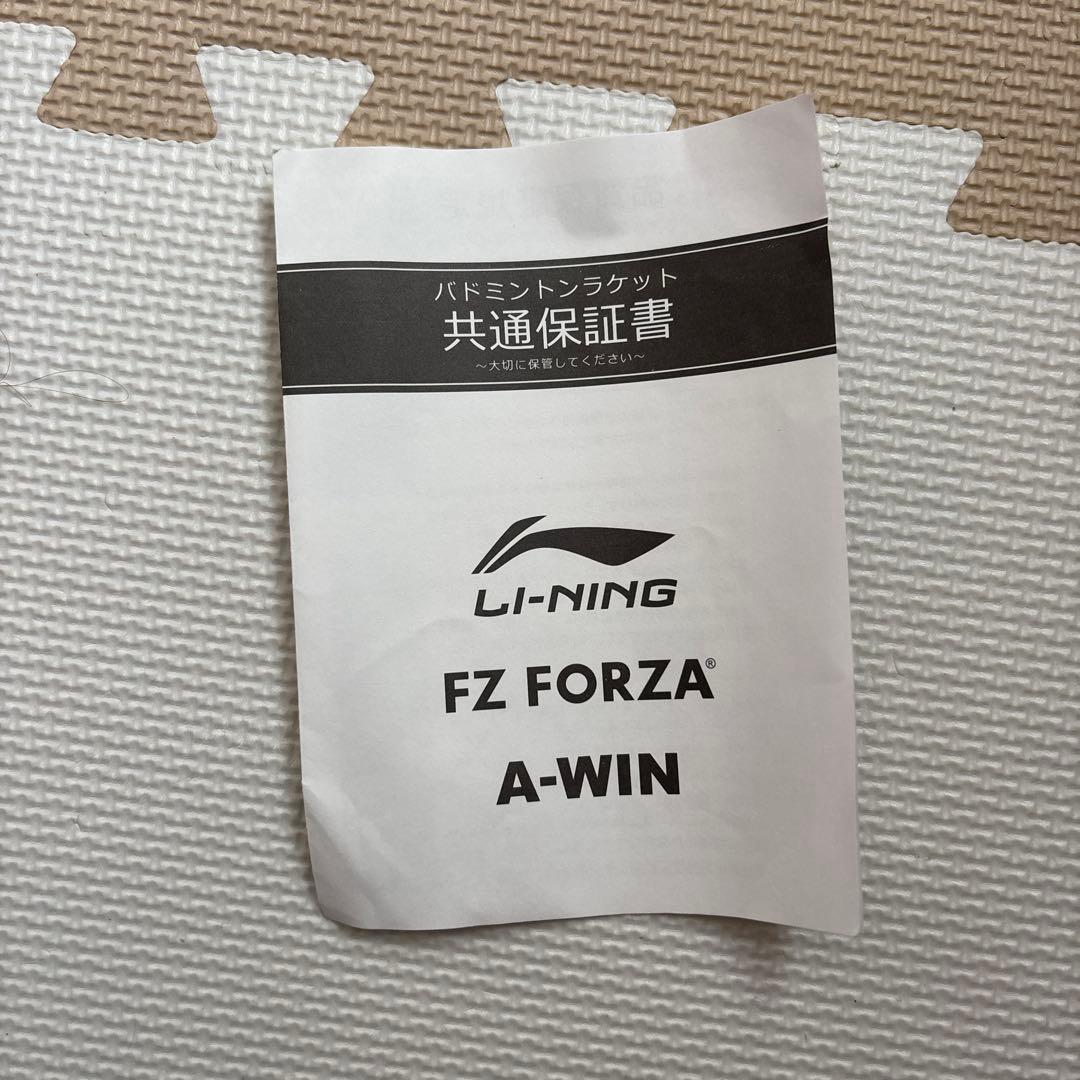 バドミントンラケット
共通保証書
～大切に保管してください～
LI-NING
FZ FORZA®
A-WIN